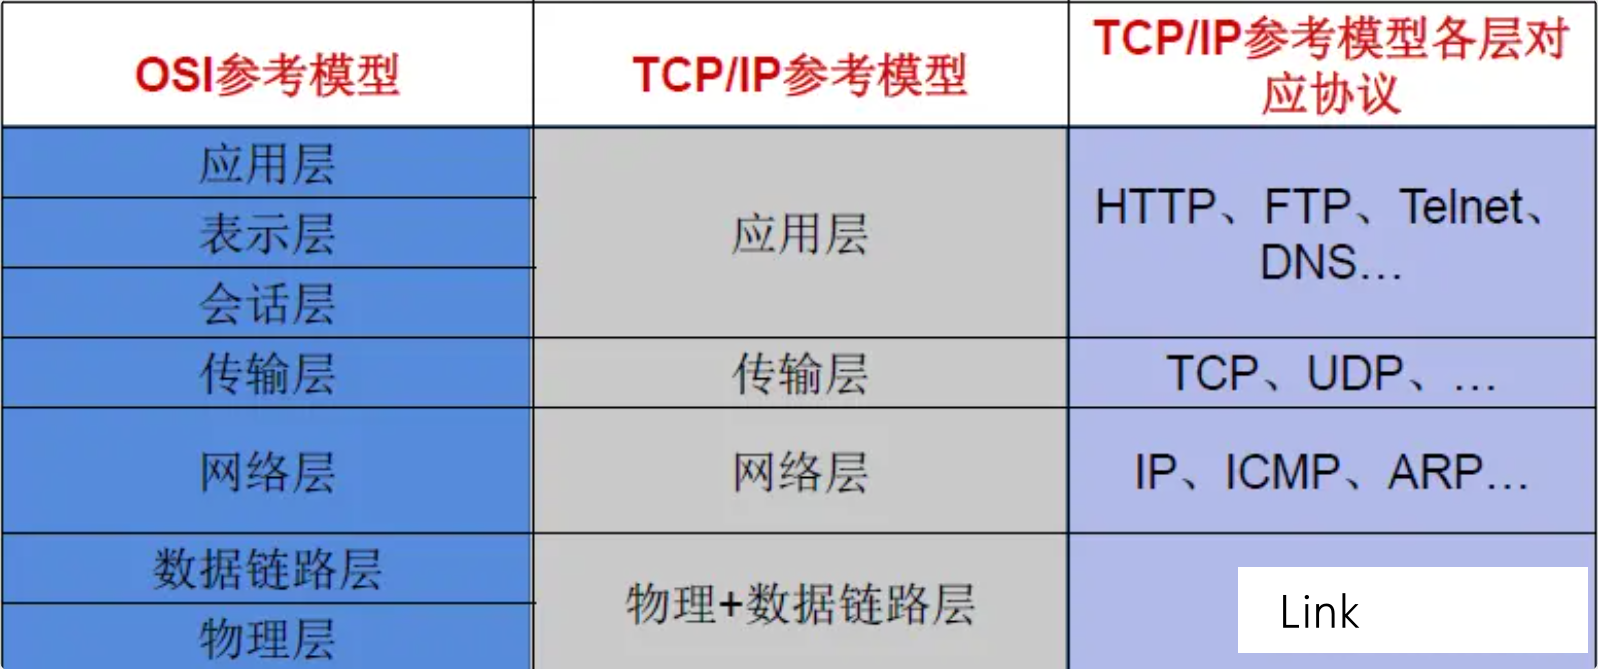 OSI参考模型
TCP/IP参考模型
TCP/IP参考模型各层对
应协议
应用层
表示层
会话层
应用层
HTTP、FTP、Telnet、
DNS…
传输层
传输层
TCP、UDP、…
网络层
网络层
IP、ICMP、ARP…
数据链路层
物理层
物理+数据链路层
Link